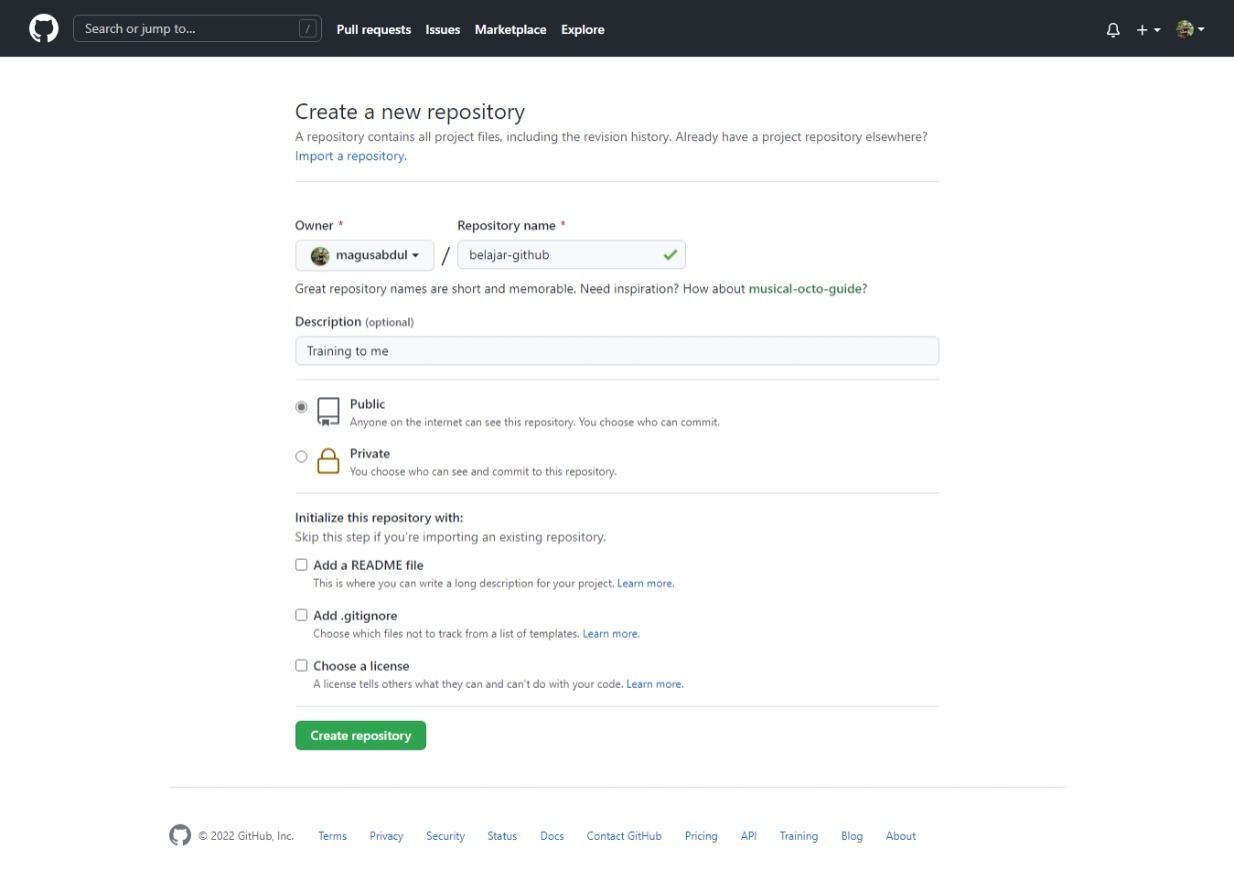 Search or jump to... /
Pull requests Issues Marketplace Explore
Create a new repository
A repository contains all project files, including the revision history. Already have a project repository elsewhere?
Import a repository.
Owner * Repository name *
magusabdul / belajar-github
Great repository names are short and memorable. Need inspiration? How about musical-octo-guide?
Description (optional)
Training to me
Public
Anyone on the internet can see this repository. You choose who can commit.
Private
You choose who can see and commit to this repository.
Initialize this repository with:
Skip this step if you're importing an existing repository.
Add a README file
This is where you can write a long description for your project. Learn more.
Add .gitignore
Choose which files not to track from a list of templates. Learn more.
Choose a license
A license tells others what they can and can't do with your code. Learn more.
Create repository
© 2022 GitHub, Inc. Terms Privacy Security Status Docs Contact GitHub Pricing API Training Blog About